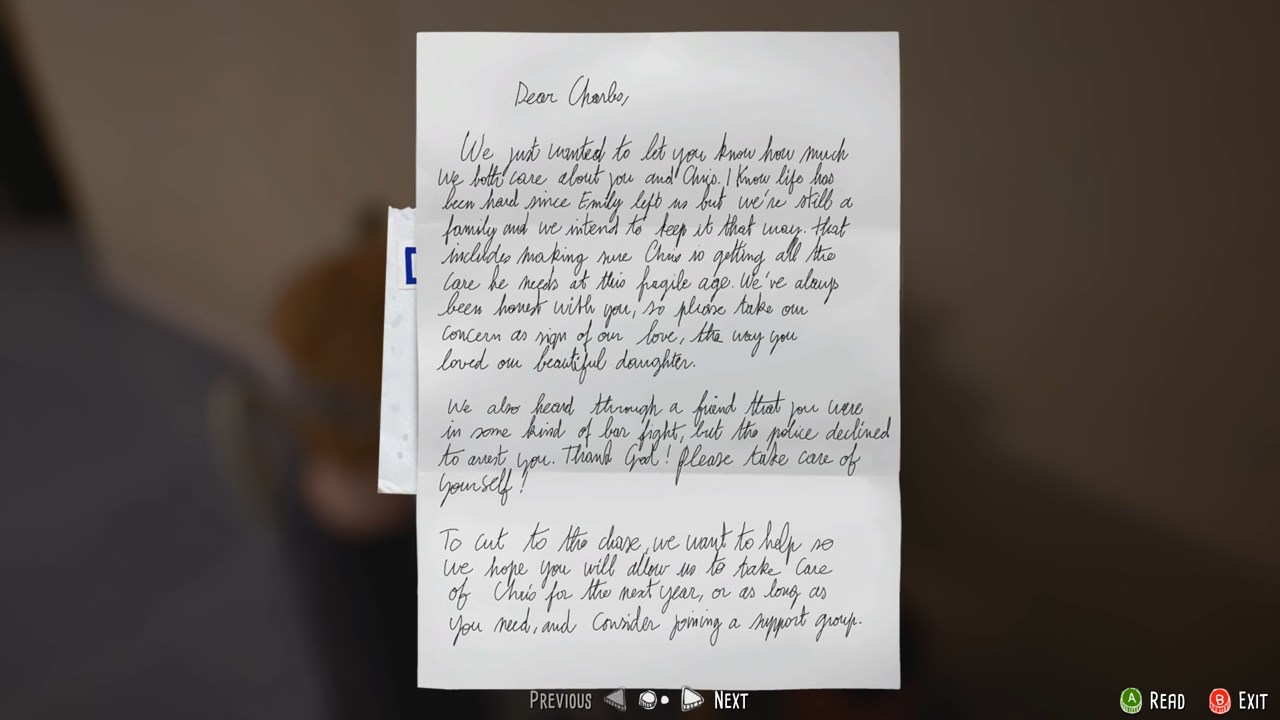 Dear Charles,
We just wanted to let you know how much
we both care about you and Chris. I know life has
been hard since Emily left us but we're still a
family and we intend to keep it that way. That
includes making sure Chris is getting all the
care he needs at this fragile age. We've always
been honest with you, so please take our
concern as sign of our love, the way you
loved our beautiful daughter.
We also heard through a friend that you were
in some kind of bar fight, but the police declined
to arrest you. Thank God! please take care of
yourself!
To cut to the chase, we want to help so
we hope you will allow us to take care
of Chris for the next year, or as long as
you need, and consider joining a support group.
Previous Next
A Read B Exit